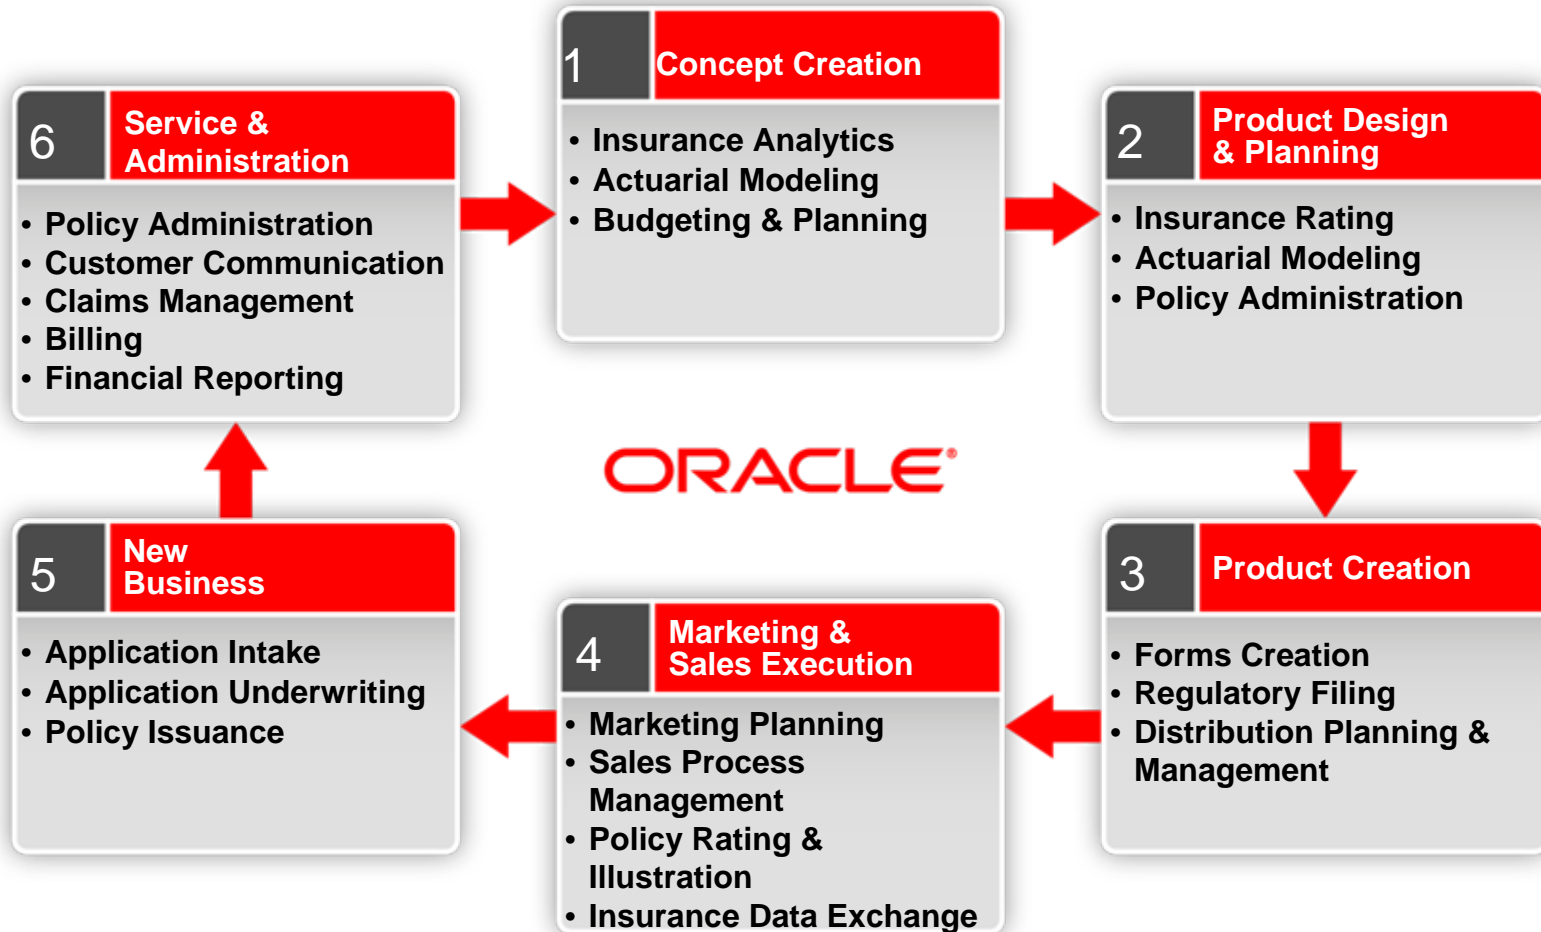 1
Concept Creation
• Insurance Analytics
• Actuarial Modeling
• Budgeting & Planning
2
Product Design
& Planning
• Insurance Rating
• Actuarial Modeling
• Policy Administration
3
Product Creation
• Forms Creation
• Regulatory Filing
• Distribution Planning &
Management
4
Marketing &
Sales Execution
• Marketing Planning
• Sales Process
Management
• Policy Rating &
Illustration
• Insurance Data Exchange
5
New
Business
• Application Intake
• Application Underwriting
• Policy Issuance
6
Service &
Administration
• Policy Administration
• Customer Communication
• Claims Management
• Billing
• Financial Reporting
ORACLE®